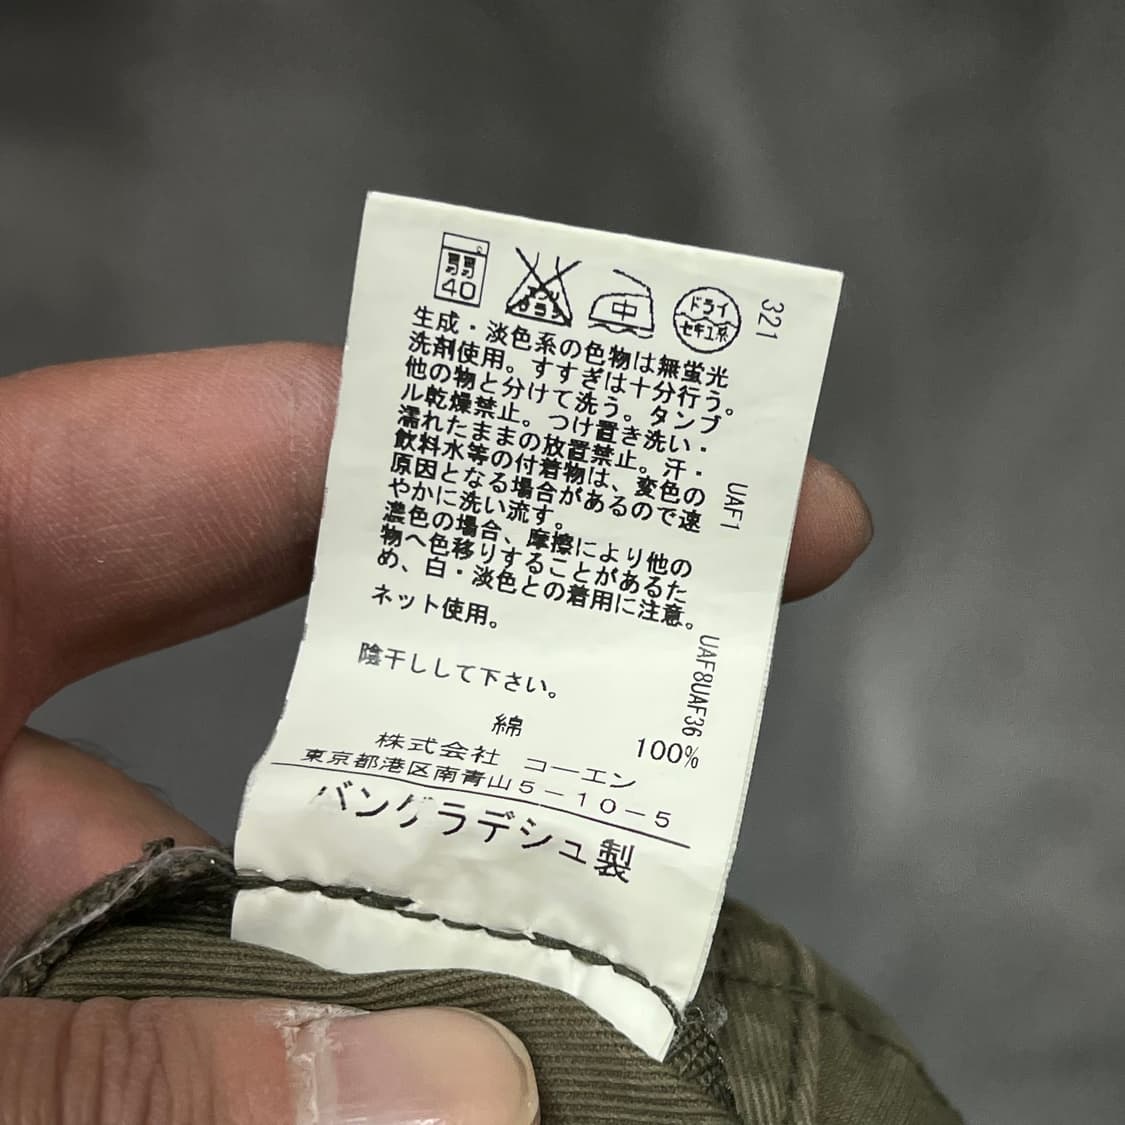 弱
40
エンソ
サラシ
中
ドライ
セキユ系
321
生成・淡色系の色物は無蛍光
洗剤使用。すすぎは十分行う。
他の物と分けて洗う。タンブ
ル乾燥禁止。つけ置き洗い・
濡れたままの放置禁止。汗・
飲料水等の付着物は、変色の
原因となる場合があるので速
やかに洗い流す。
濃色の場合、摩擦により他の
物へ色移りすることがあるた
め、白・淡色との着用に注意。
ネット使用。
陰干しして下さい。
UAF1
UAF8UAF36
綿 100%
株式会社 コーエン
東京都港区南青山5－10－5
バングラデシュ製